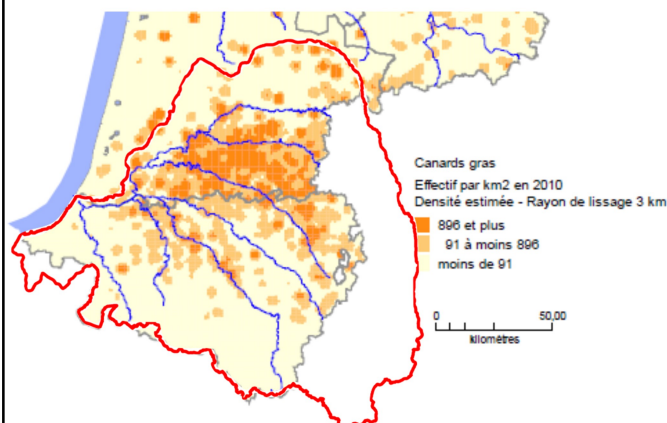 Canards gras
Effectif par km2 en 2010
Densité estimée - Rayon de lissage 3 km
896 et plus
91 à moins 896
moins de 91
0 50,00
kilomètres